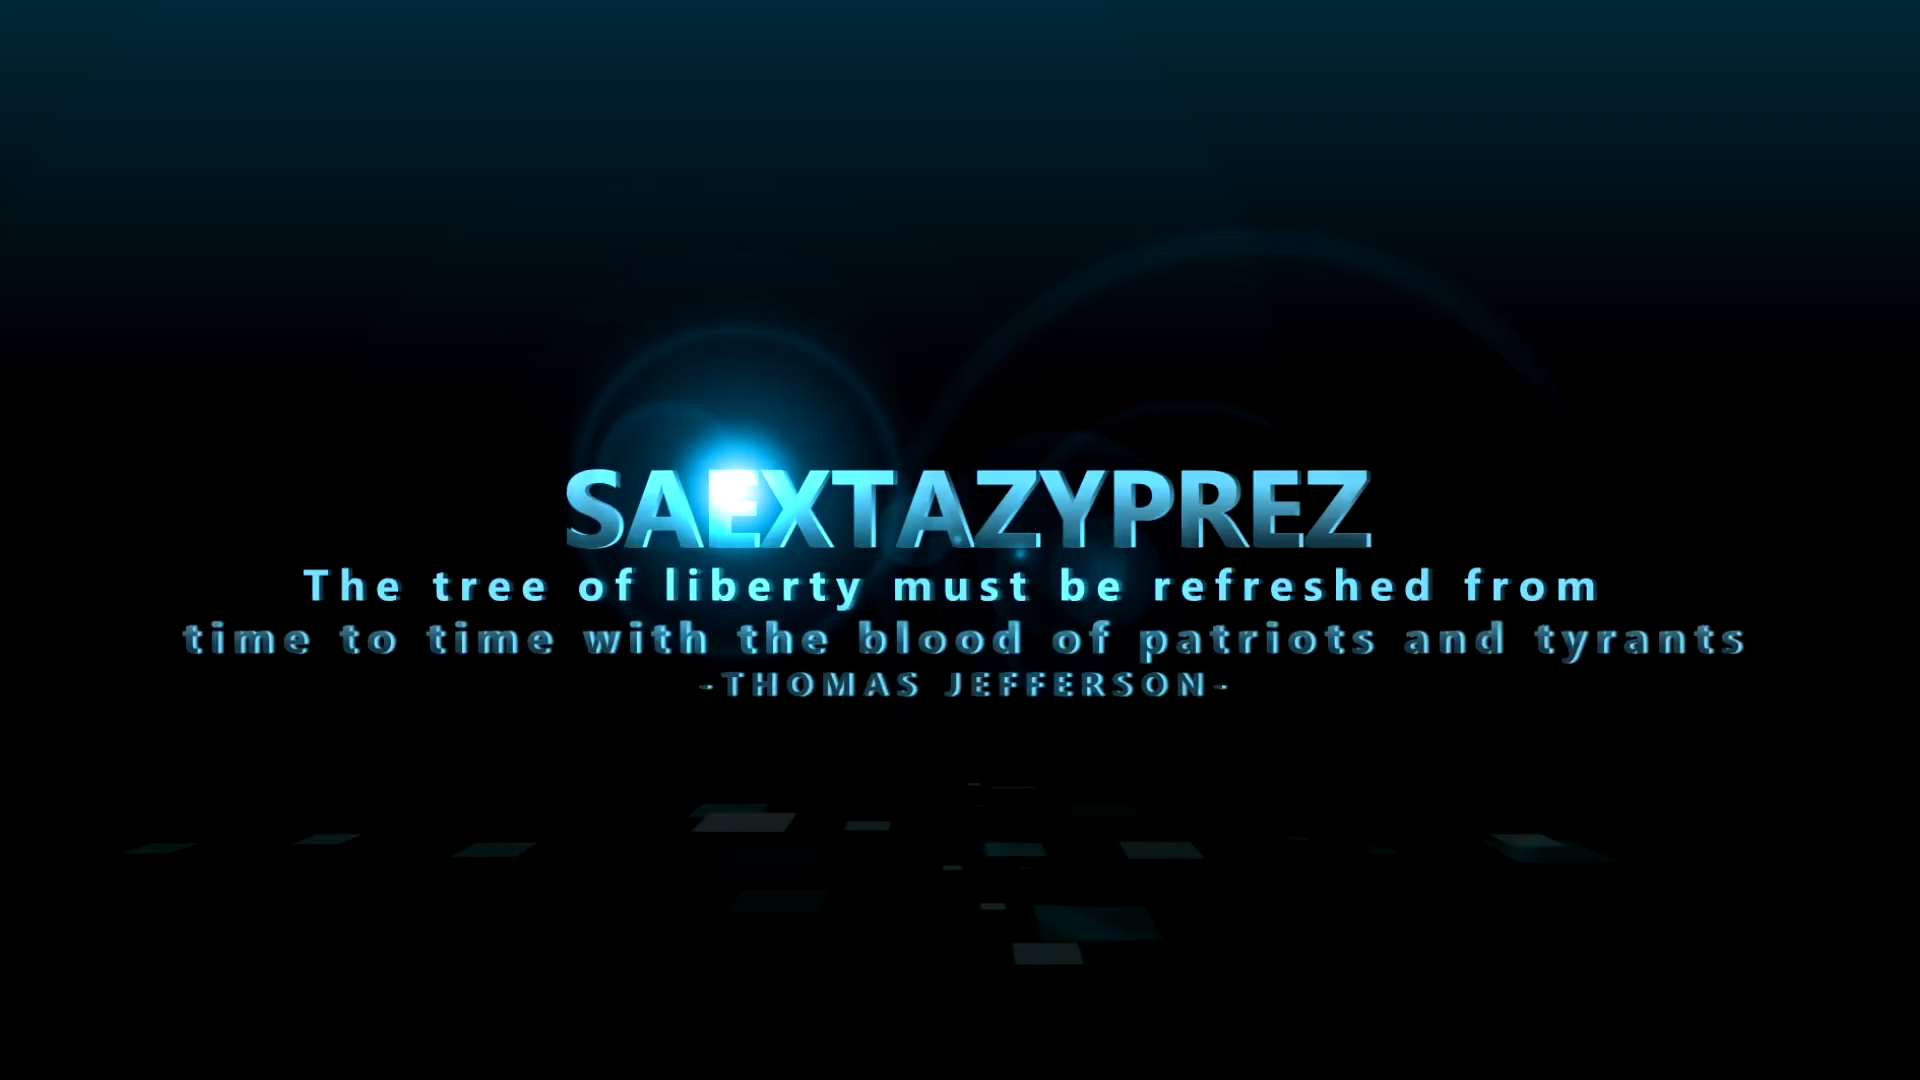 SAEXTAZYPREZ
The tree of liberty must be refreshed from
time to time with the blood of patriots and tyrants
-THOMAS JEFFERSON-